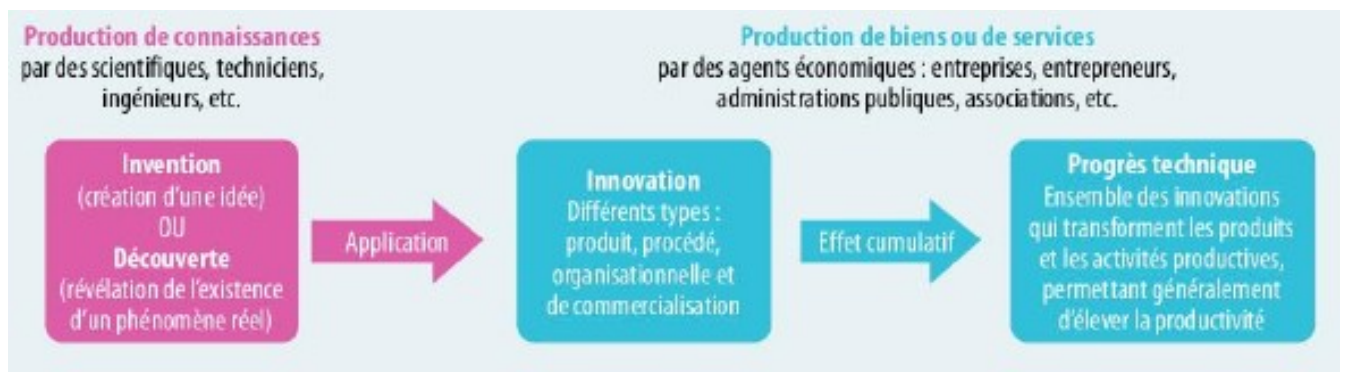 Production de connaissances
par des scientifiques, techniciens,
ingénieurs, etc.
Production de biens ou de services
par des agents économiques : entreprises, entrepreneurs,
administrations publiques, associations, etc.
Invention
(création d'une idée)
OU
Découverte
(révélation de l'existence
d'un phénomène réel)
Application
Innovation
Différents types :
produit, procédé,
organisationnelle et
de commercialisation
Effet cumulatif
Progrès technique
Ensemble des innovations
qui transforment les produits
et les activités productives,
permettant généralement
d'élever la productivité